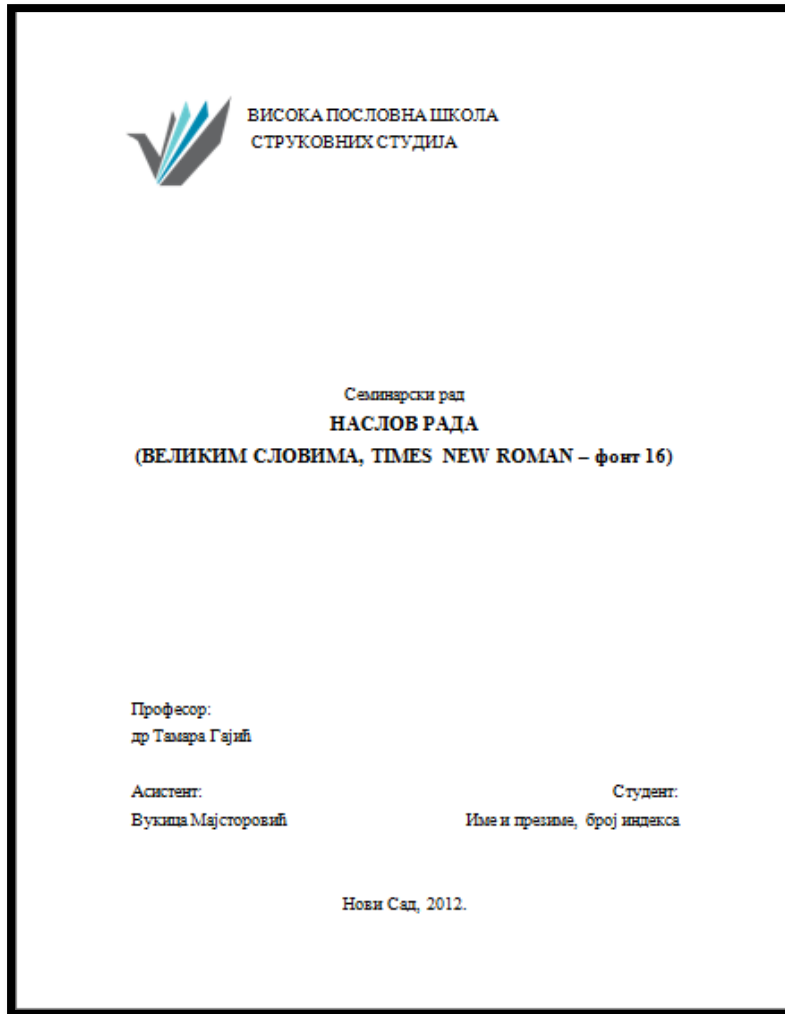 ВИСОКА ПОСЛОВНА ШКОЛА
СТРУКОВНИХ СТУДИЈА
Семинарски рад
НАСЛОВ РАДА
(ВЕЛИКИМ СЛОВИМА, TIMES NEW ROMAN – фонт 16)
Професор:
др Тамара Гајић
Асистент: Студент:
Вукица Мајсторовић Име и презиме, број индекса
Нови Сад, 2012.